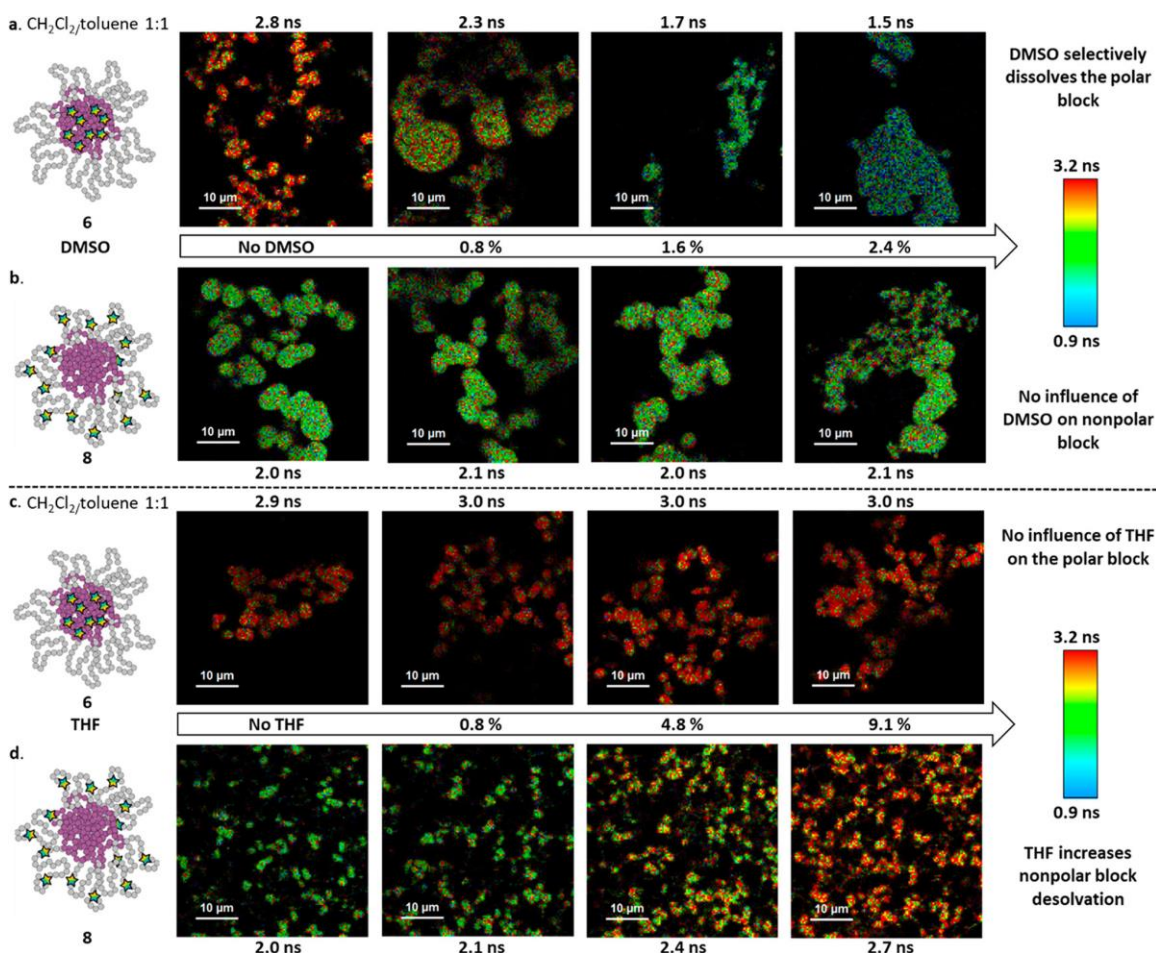 a. CH₂Cl₂/toluene 1:1
2.8 ns
2.3 ns
1.7 ns
1.5 ns
DMSO selectively
dissolves the polar
block
10 µm
10 µm
10 µm
10 µm
3.2 ns
6
DMSO
No DMSO
0.8 %
1.6 %
2.4 %
b.
0.9 ns
10 µm
10 µm
10 µm
10 µm
No influence of
DMSO on nonpolar
block
8
2.0 ns
2.1 ns
2.0 ns
2.1 ns
c. CH₂Cl₂/toluene 1:1
2.9 ns
3.0 ns
3.0 ns
3.0 ns
No influence of THF
on the polar block
10 µm
10 µm
10 µm
10 µm
3.2 ns
6
THF
No THF
0.8 %
4.8 %
9.1 %
d.
0.9 ns
THF increases
nonpolar block
desolvation
10 µm
10 µm
10 µm
10 µm
8
2.0 ns
2.1 ns
2.4 ns
2.7 ns